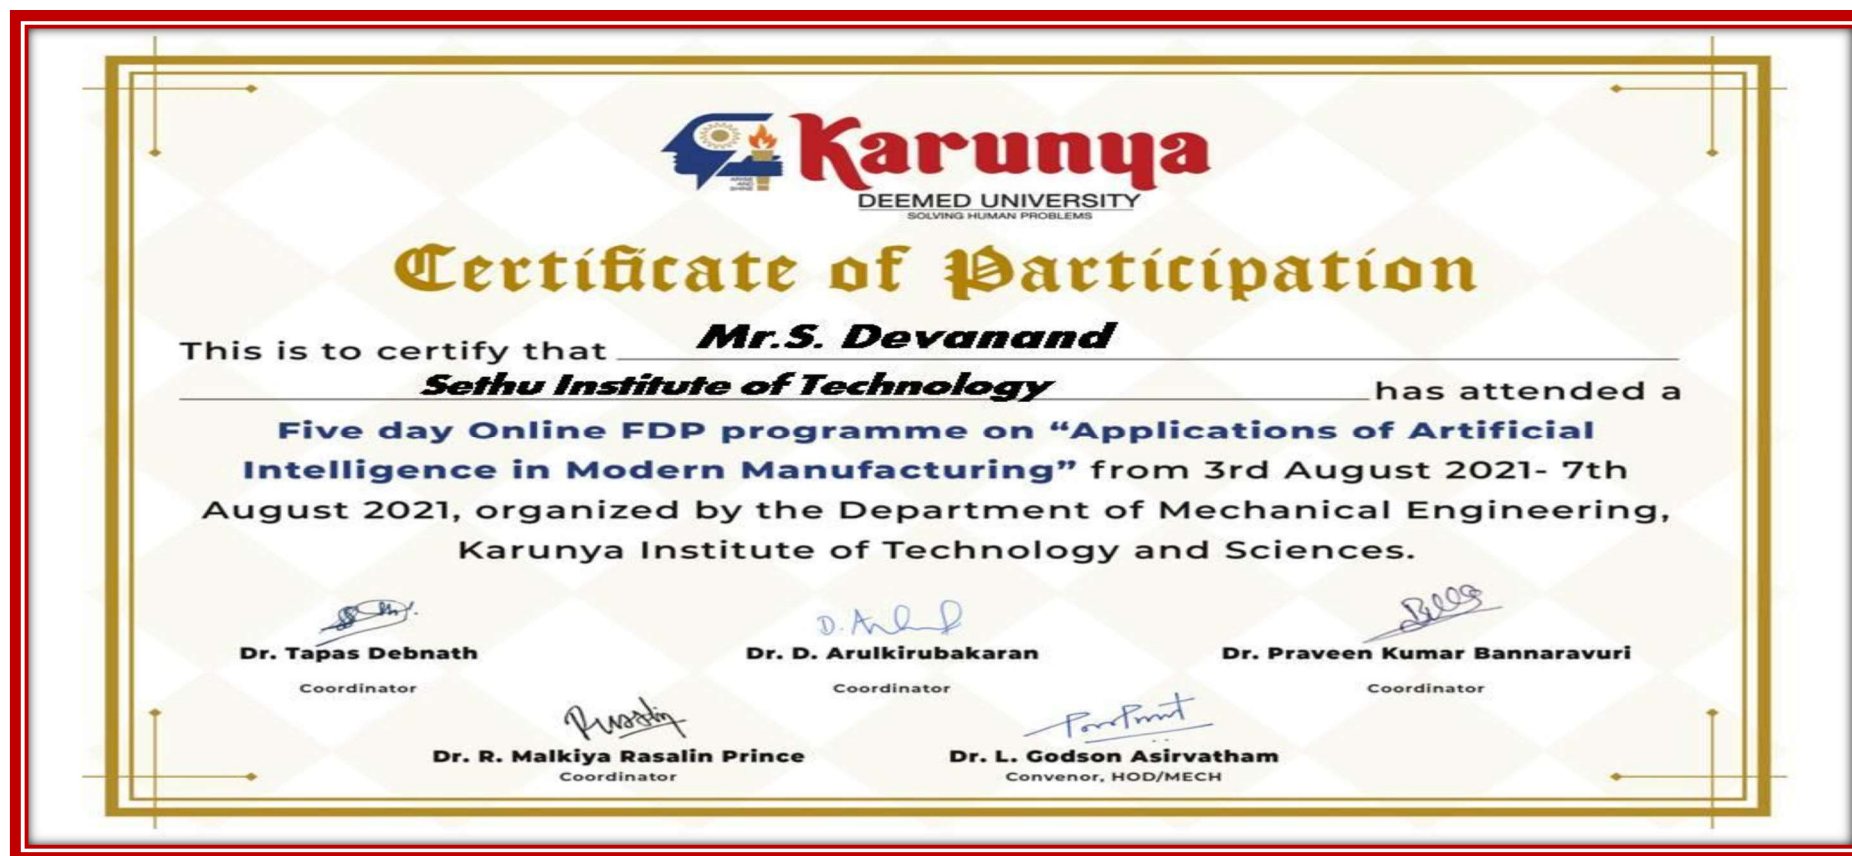 Karunya
ARISE
AND
SHINE
DEEMED UNIVERSITY
SOLVING HUMAN PROBLEMS
Certificate of Participation
This is to certify that Mr.S. Devanand
Sethu Institute of Technology has attended a
Five day Online FDP programme on “Applications of Artificial
Intelligence in Modern Manufacturing” from 3rd August 2021- 7th
August 2021, organized by the Department of Mechanical Engineering,
Karunya Institute of Technology and Sciences.
D. Arul
Dr. Tapas Debnath Dr. D. Arulkirubakaran Dr. Praveen Kumar Bannaravuri
Coordinator Coordinator Coordinator
Dr. R. Malkiya Rasalin Prince Dr. L. Godson Asirvatham
Coordinator Convenor, HOD/MECH